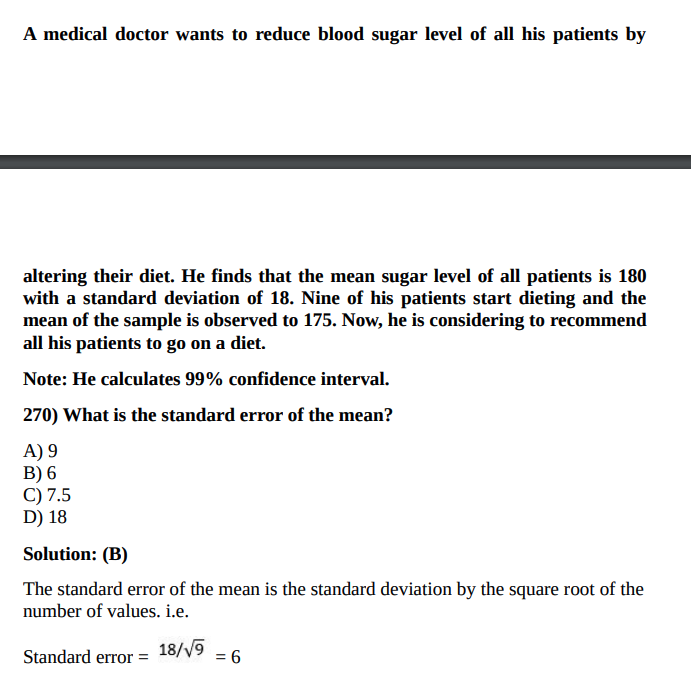 A medical doctor wants to reduce blood sugar level of all his patients by
altering their diet. He finds that the mean sugar level of all patients is 180
with a standard deviation of 18. Nine of his patients start dieting and the
mean of the sample is observed to 175. Now, he is considering to recommend
all his patients to go on a diet.
Note: He calculates 99% confidence interval.
270) What is the standard error of the mean?
A) 9
B) 6
C) 7.5
D) 18
Solution: (B)
The standard error of the mean is the standard deviation by the square root of the
number of values. i.e.
Standard error = 18/√9 = 6